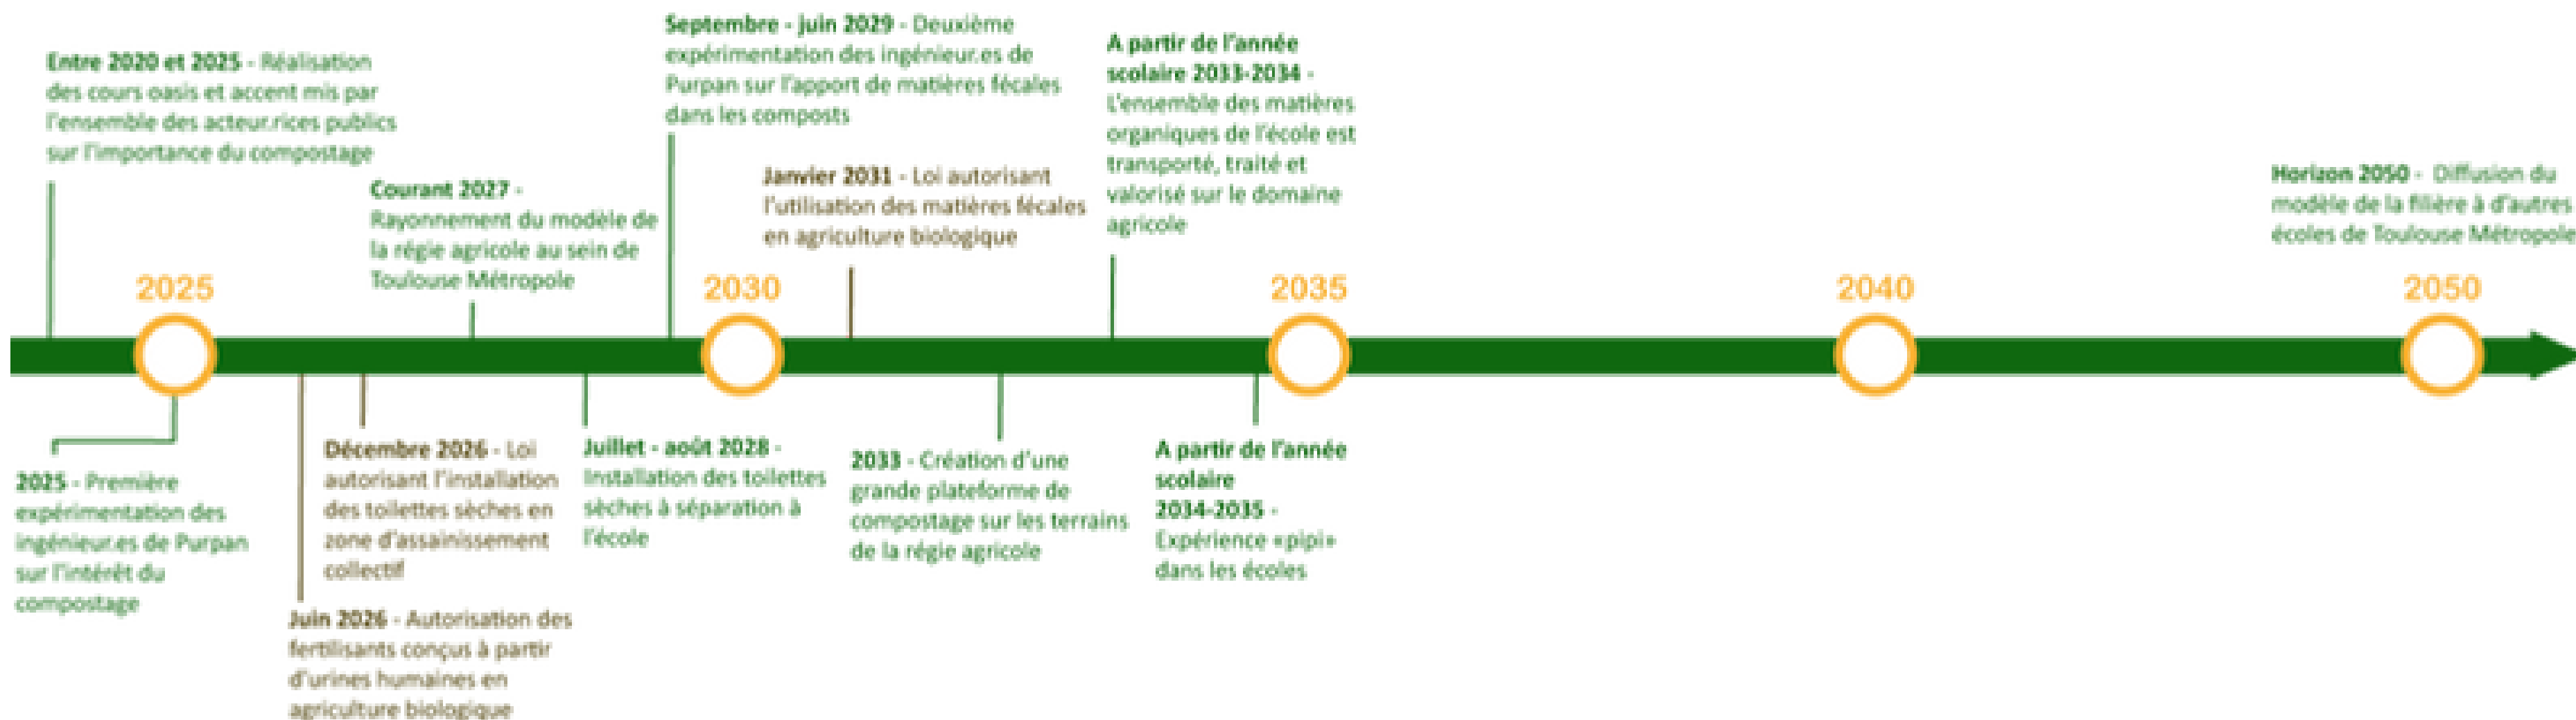 Entre 2020 et 2025 - Réalisation
des cours oasis et accent mis par
l'ensemble des acteur.rices publics
sur l'importance du compostage
Courant 2027 -
Rayonnement du modèle de
la régie agricole au sein de
Toulouse Métropole
Septembre - juin 2029 - Deuxième
expérimentation des ingénieur.es de
Purpan sur l'apport de matières fécales
dans les composts
Janvier 2031 - Loi autorisant
l'utilisation des matières fécales
en agriculture biologique
A partir de l'année
scolaire 2033-2034 -
L'ensemble des matières
organiques de l'école est
transporté, traité et
valorisé sur le domaine
agricole
Horizon 2050 - Diffusion du
modèle de la filière à d'autres
écoles de Toulouse Métropole
2025
2030
2035
2040
2050
2025 - Première
expérimentation des
ingénieur.es de Purpan
sur l'intérêt du
compostage
Juin 2026 - Autorisation des
fertilisants conçus à partir
d'urines humaines en
agriculture biologique
Décembre 2026 - Loi
autorisant l'installation
des toilettes sèches en
zone d'assainissement
collectif
Juillet - août 2028 -
Installation des toilettes
sèches à séparation à
l'école
2033 - Création d'une
grande plateforme de
compostage sur les terrains
de la régie agricole
A partir de l'année
scolaire
2034-2035 -
Expérience «pipi»
dans les écoles